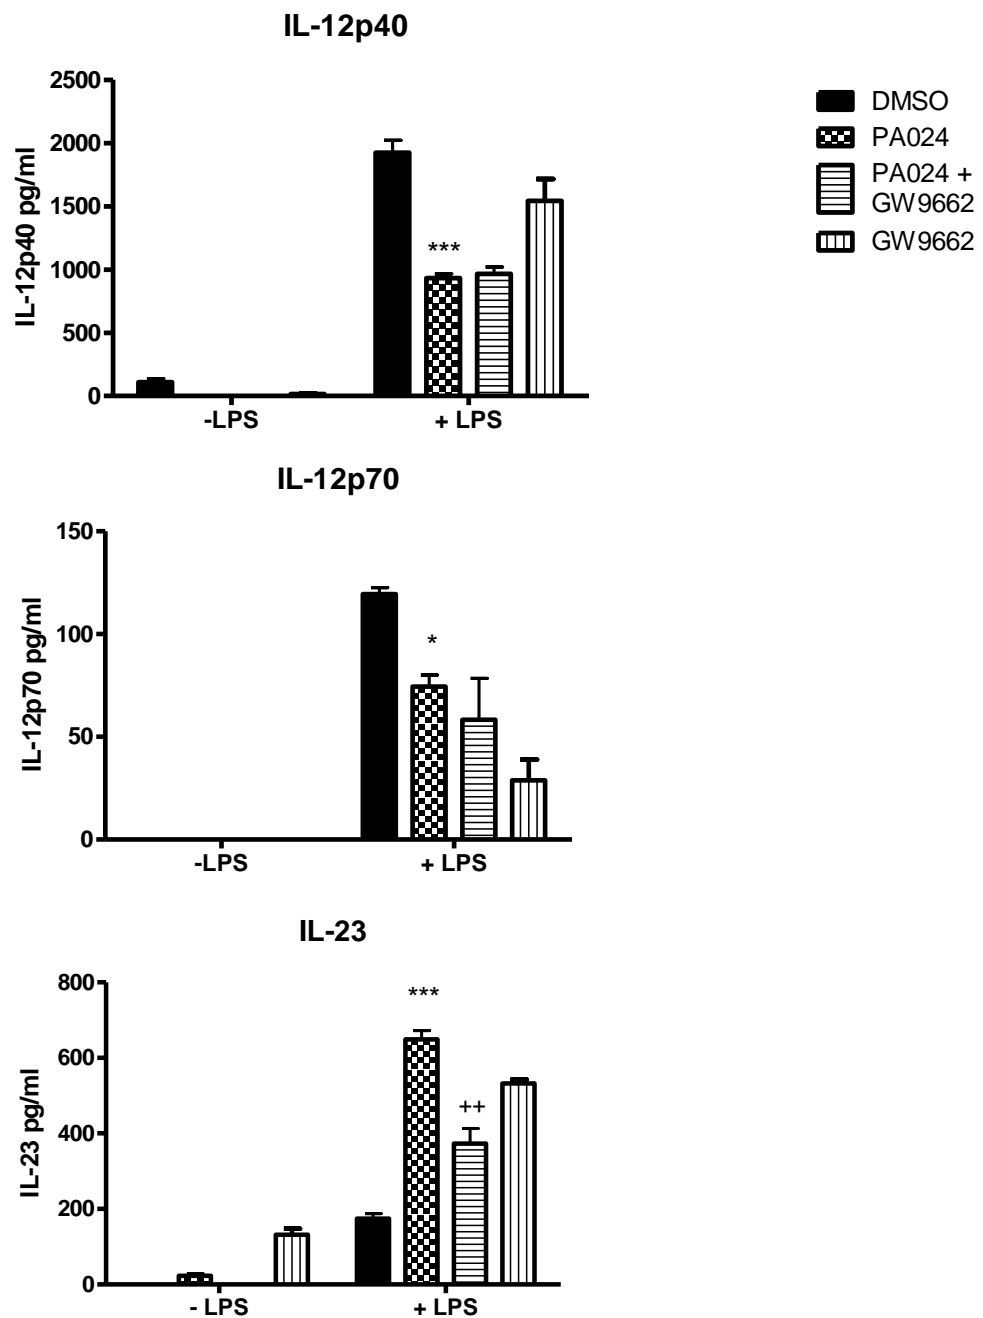 IL-12p40
2500
2000
1500
1000
500
0
IL-12p40 pg/ml
***
-LPS
+ LPS
DMSO
PA024
PA024 +
GW9662
GW9662
IL-12p70
150
100
50
0
IL-12p70 pg/ml
*
-LPS
+ LPS
IL-23
800
600
400
200
0
IL-23 pg/ml
***
++
- LPS
+ LPS